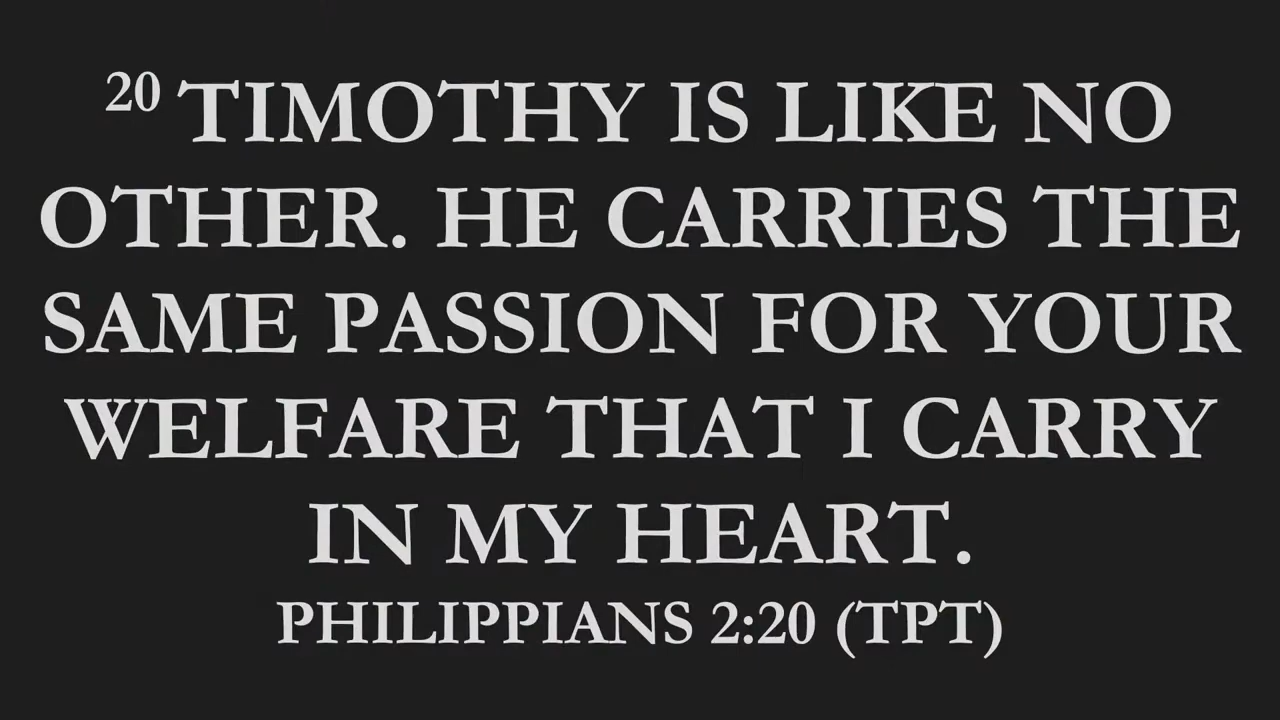 20 TIMOTHY IS LIKE NO
OTHER. HE CARRIES THE
SAME PASSION FOR YOUR
WELFARE THAT I CARRY
IN MY HEART.
PHILIPPIANS 2:20 (TPT)